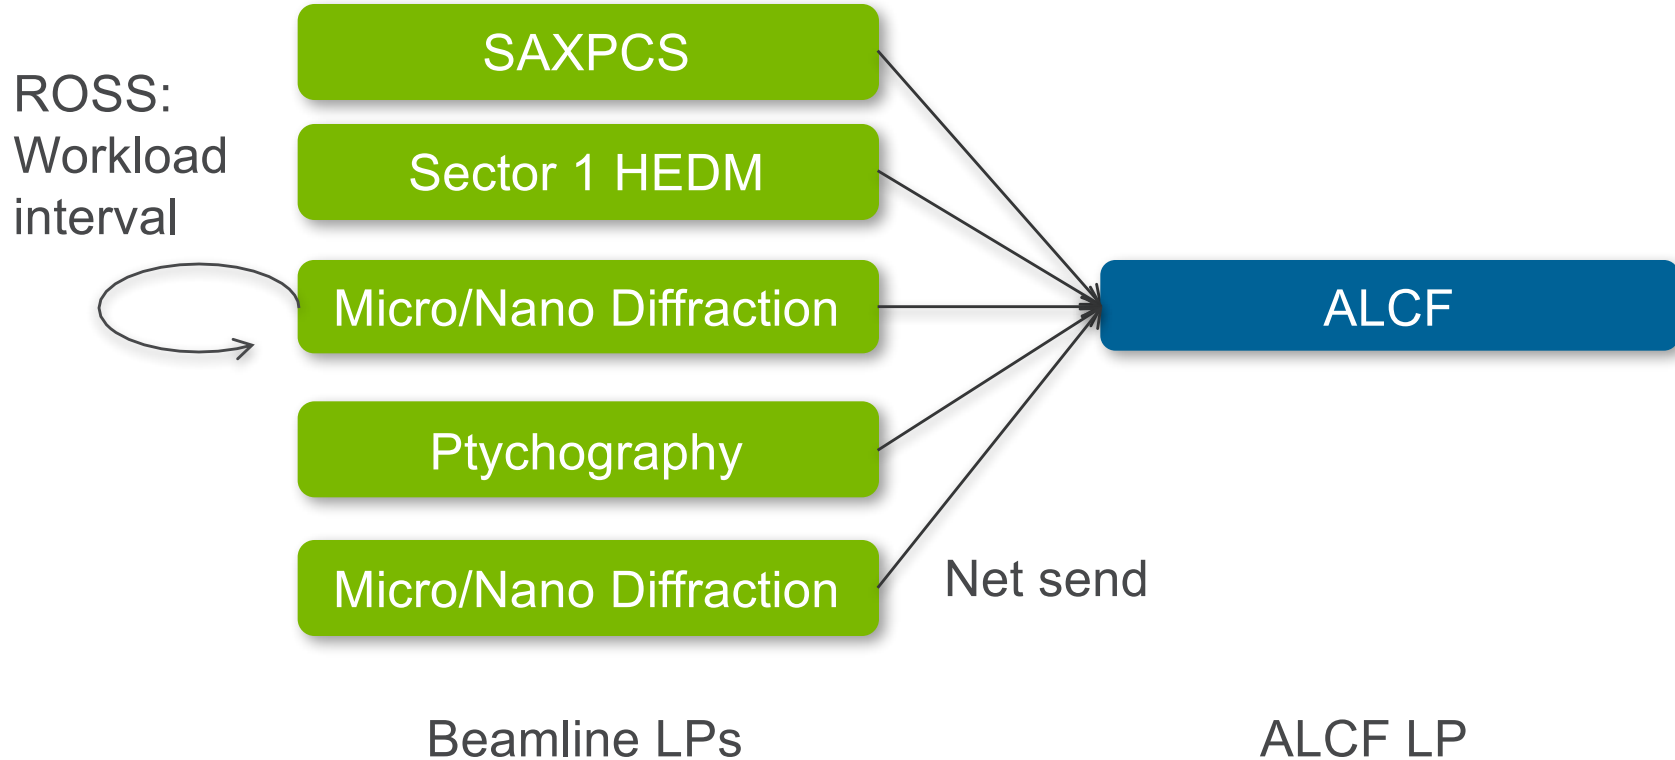 SAXPCS
ROSS:
Workload
interval
Sector 1 HEDM
Micro/Nano Diffraction
ALCF
Ptychography
Micro/Nano Diffraction
Net send
Beamline LPs
ALCF LP